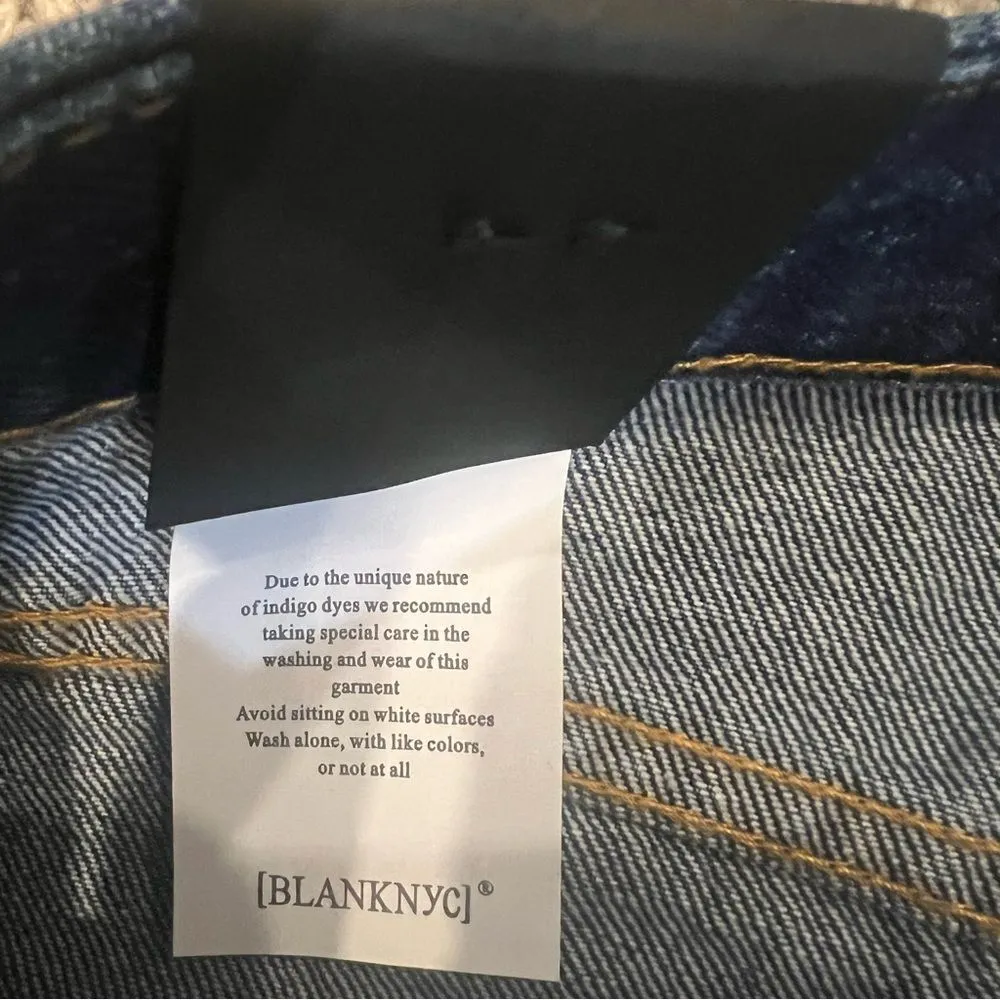 Due to the unique nature
of indigo dyes we recommend
taking special care in the
washing and wear of this
garment
Avoid sitting on white surfaces
Wash alone, with like colors,
or not at all
[BLANKNYC]®